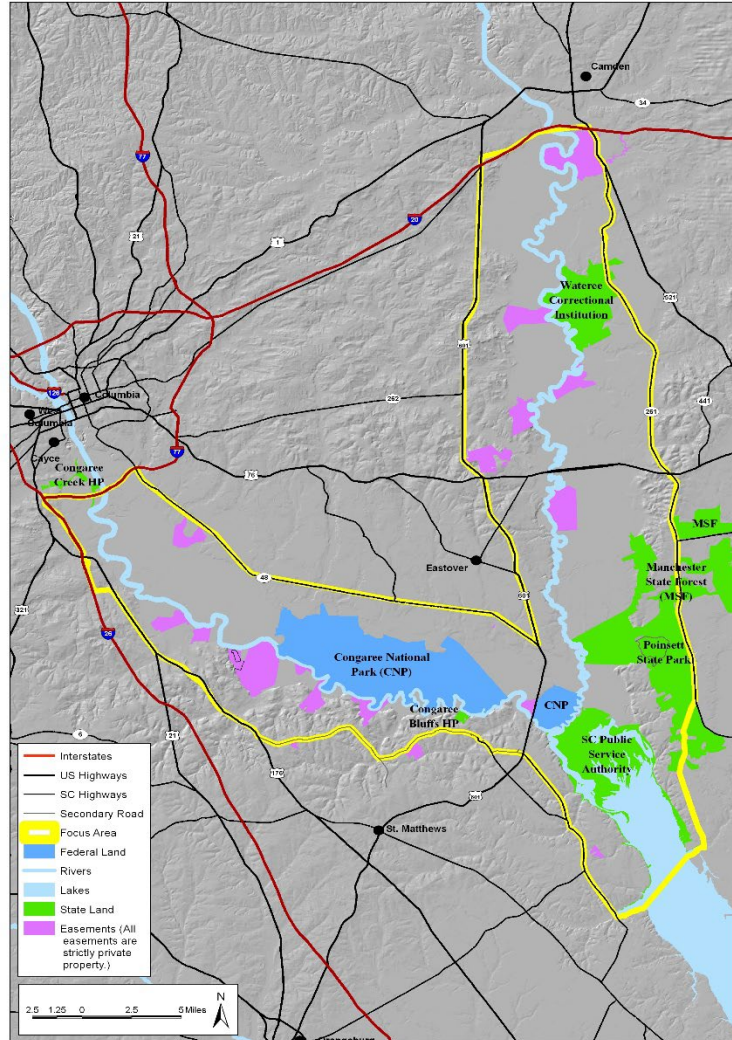 Camden
34
77
20
21
1
Wateree
Correctional
Institution
521
601
126
Columbia
West
Columbia
262
441
261
Cayce
77
Congaree
Creek HP
76
MSF
Eastover
Manchester
State Forest
(MSF)
48
321
601
Poinsett
State Park
26
Congaree National
Park (CNP)
CNP
Congaree
Bluffs HP
SC Public
Service
Authority
6
21
176
601
St. Matthews
Interstates
US Highways
SC Highways
Secondary Road
Focus Area
Federal Land
Rivers
Lakes
State Land
Easements (All
easements are
strictly private
property.)
2.5 1.25 0 2.5 5 Miles
N